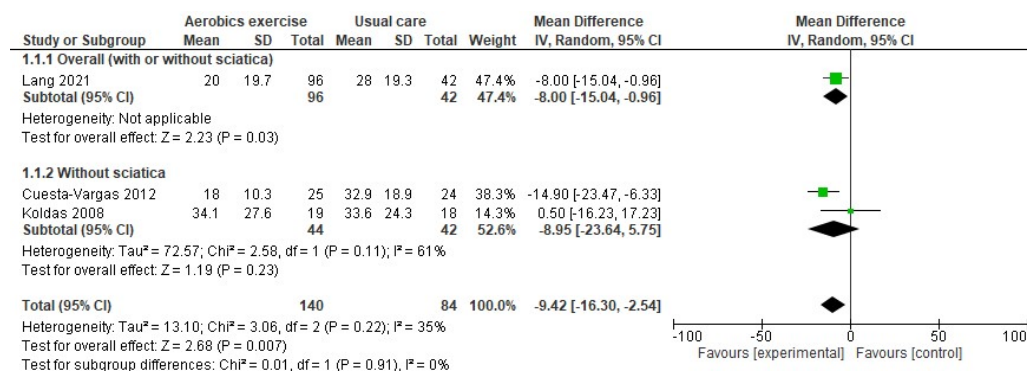 Aerobics exercise Usual care Mean Difference Mean Difference
Study or Subgroup Mean SD Total Mean SD Total Weight IV, Random, 95% CI IV, Random, 95% CI
1.1.1 Overall (with or without sciatica)
Lang 2021 20 19.7 96 28 19.3 42 47.4% -8.00 [-15.04, -0.96]
Subtotal (95% CI) 96 42 47.4% -8.00 [-15.04, -0.96]
Heterogeneity: Not applicable
Test for overall effect: Z = 2.23 (P = 0.03)
1.1.2 Without sciatica
Cuesta-Vargas 2012 18 10.3 25 32.9 18.9 24 38.3% -14.90 [-23.47, -6.33]
Koldas 2008 34.1 27.6 19 33.6 24.3 18 14.3% 0.50 [-16.23, 17.23]
Subtotal (95% CI) 44 42 52.6% -8.95 [-23.64, 5.75]
Heterogeneity: Tau² = 72.57; Chi² = 2.58, df = 1 (P = 0.11); I² = 61%
Test for overall effect: Z = 1.19 (P = 0.23)
Total (95% CI) 140 84 100.0% -9.42 [-16.30, -2.54]
Heterogeneity: Tau² = 13.10; Chi² = 3.06, df = 2 (P = 0.22); I² = 35%
Test for overall effect: Z = 2.68 (P = 0.007)
Test for subgroup differences: Chi² = 0.01, df = 1 (P = 0.91), I² = 0%
-100 -50 0 50 100
Favours [experimental] Favours [control]